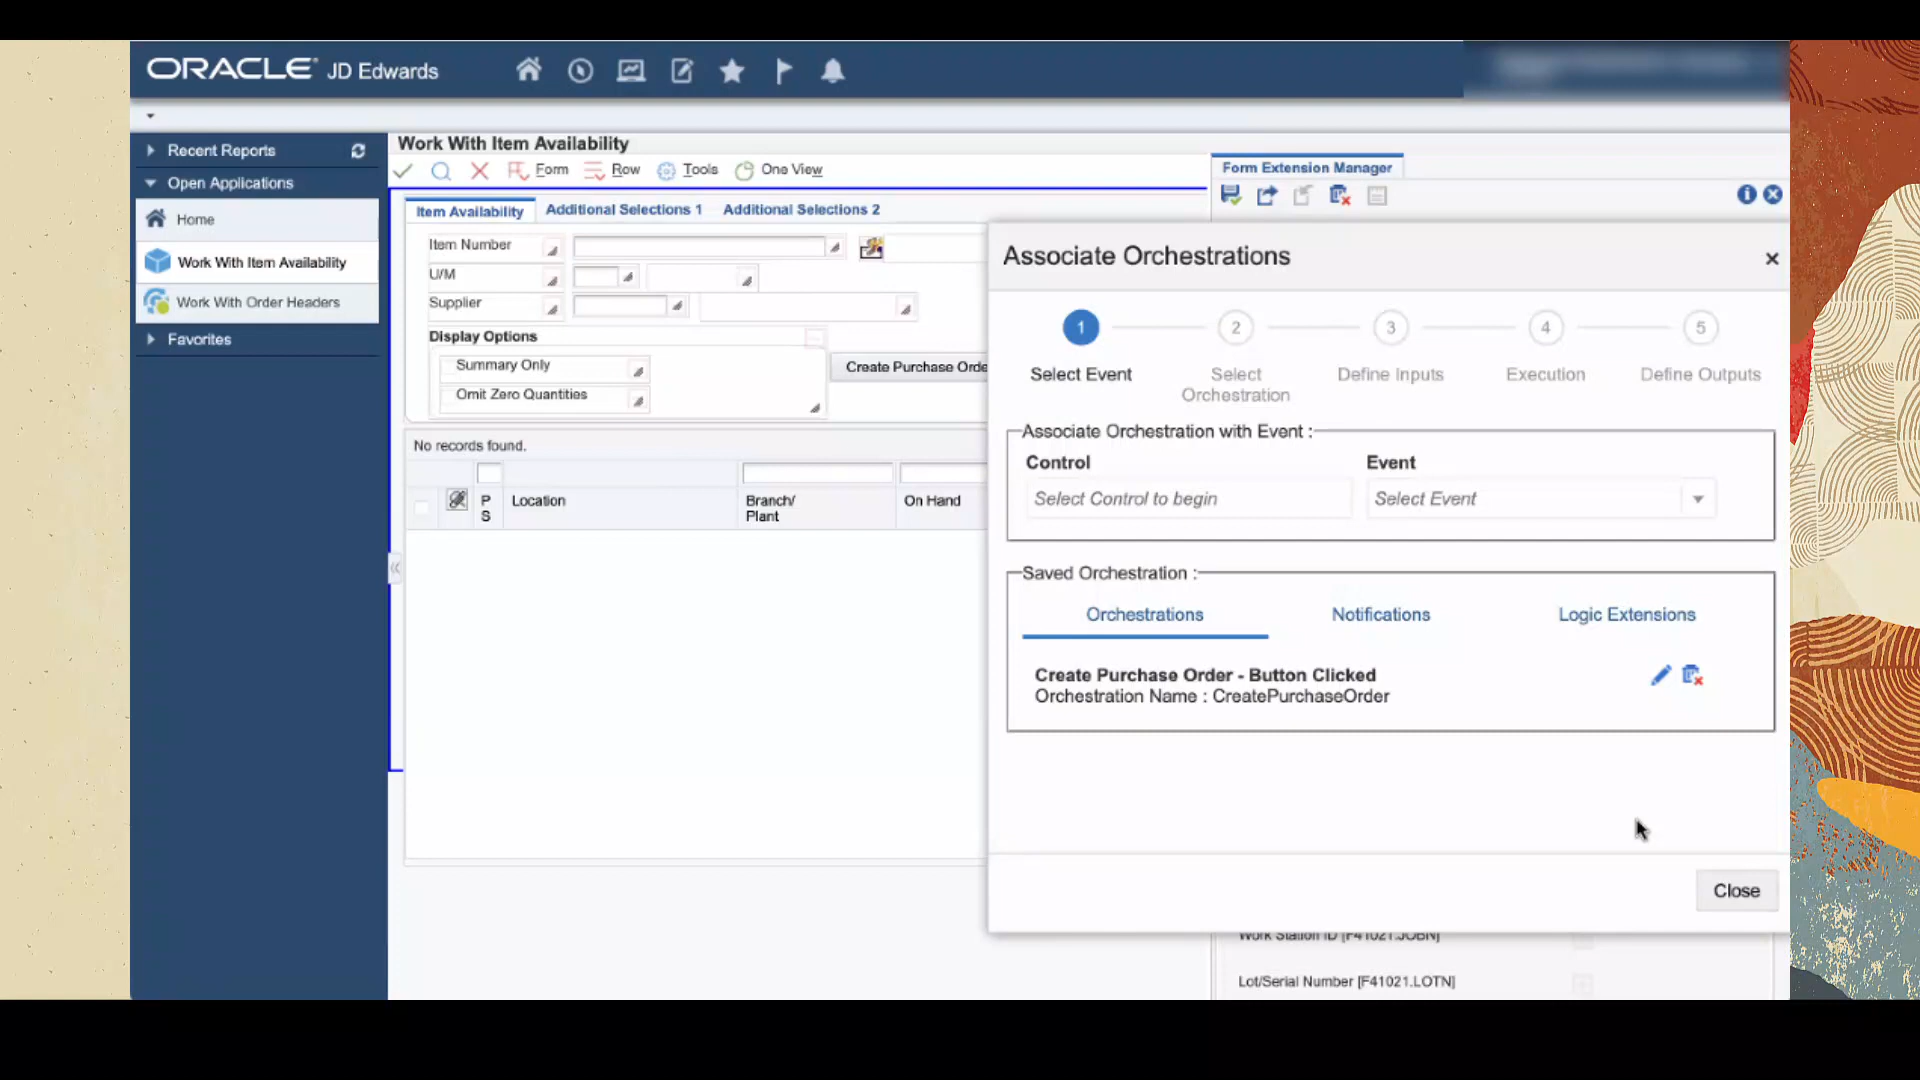 ORACLE JD Edwards
Recent Reports
Open Applications
Home
Work With Item Availability
Work With Order Headers
Favorites
Work With Item Availability
Form Row Tools One View
Item Availability Additional Selections 1 Additional Selections 2
Item Number
U/M
Supplier
Display Options
Summary Only
Omit Zero Quantities
Create Purchase Orde
No records found.
P S Location Branch/ Plant On Hand
Form Extension Manager
Associate Orchestrations
1 2 3 4 5
Select Event Select Orchestration Define Inputs Execution Define Outputs
Associate Orchestration with Event :
Control Event
Select Control to begin Select Event
Saved Orchestration :
Orchestrations Notifications Logic Extensions
Create Purchase Order - Button Clicked
Orchestration Name : CreatePurchaseOrder
Close
Work Station ID [F41021.JOBN]
Lot/Serial Number [F41021.LOTN]